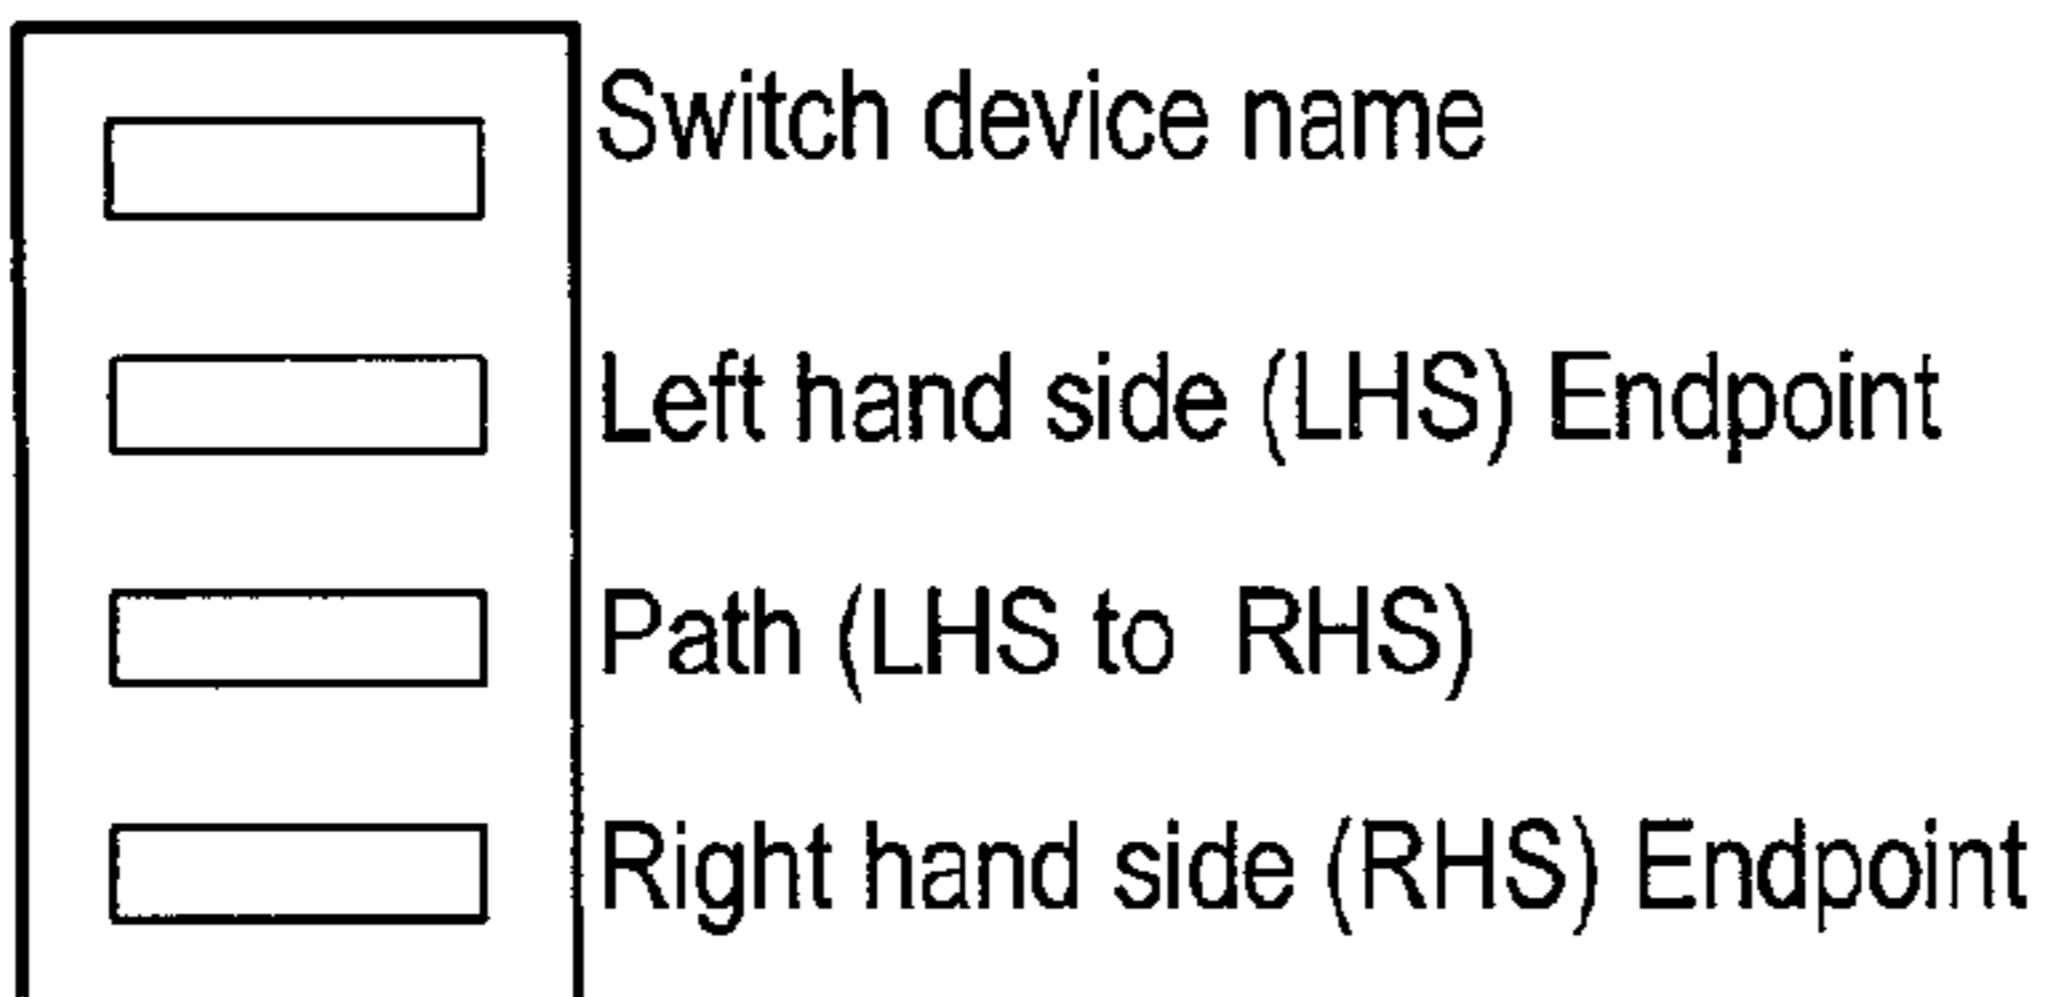 Switch device name
Left hand side (LHS) Endpoint
Path (LHS to RHS)
Right hand side (RHS) Endpoint